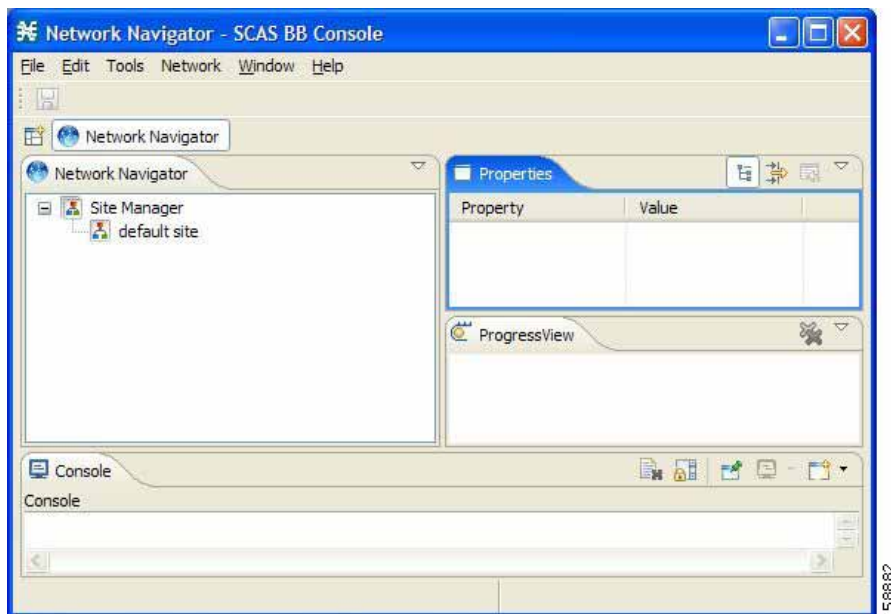 Network Navigator - SCAS BB Console
File Edit Tools Network Window Help
Network Navigator
Network Navigator
Site Manager
default site
Properties
Property Value
ProgressView
Console
Console